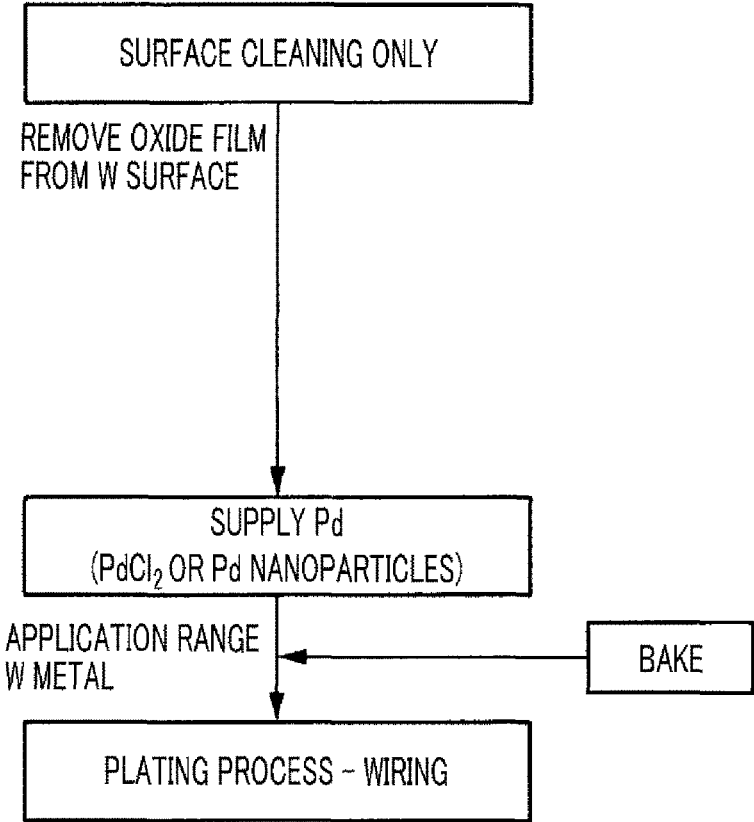 SURFACE CLEANING ONLY
REMOVE OXIDE FILM
FROM W SURFACE
SUPPLY Pd
(PdCl₂ OR Pd NANOPARTICLES)
APPLICATION RANGE
W METAL
BAKE
PLATING PROCESS - WIRING